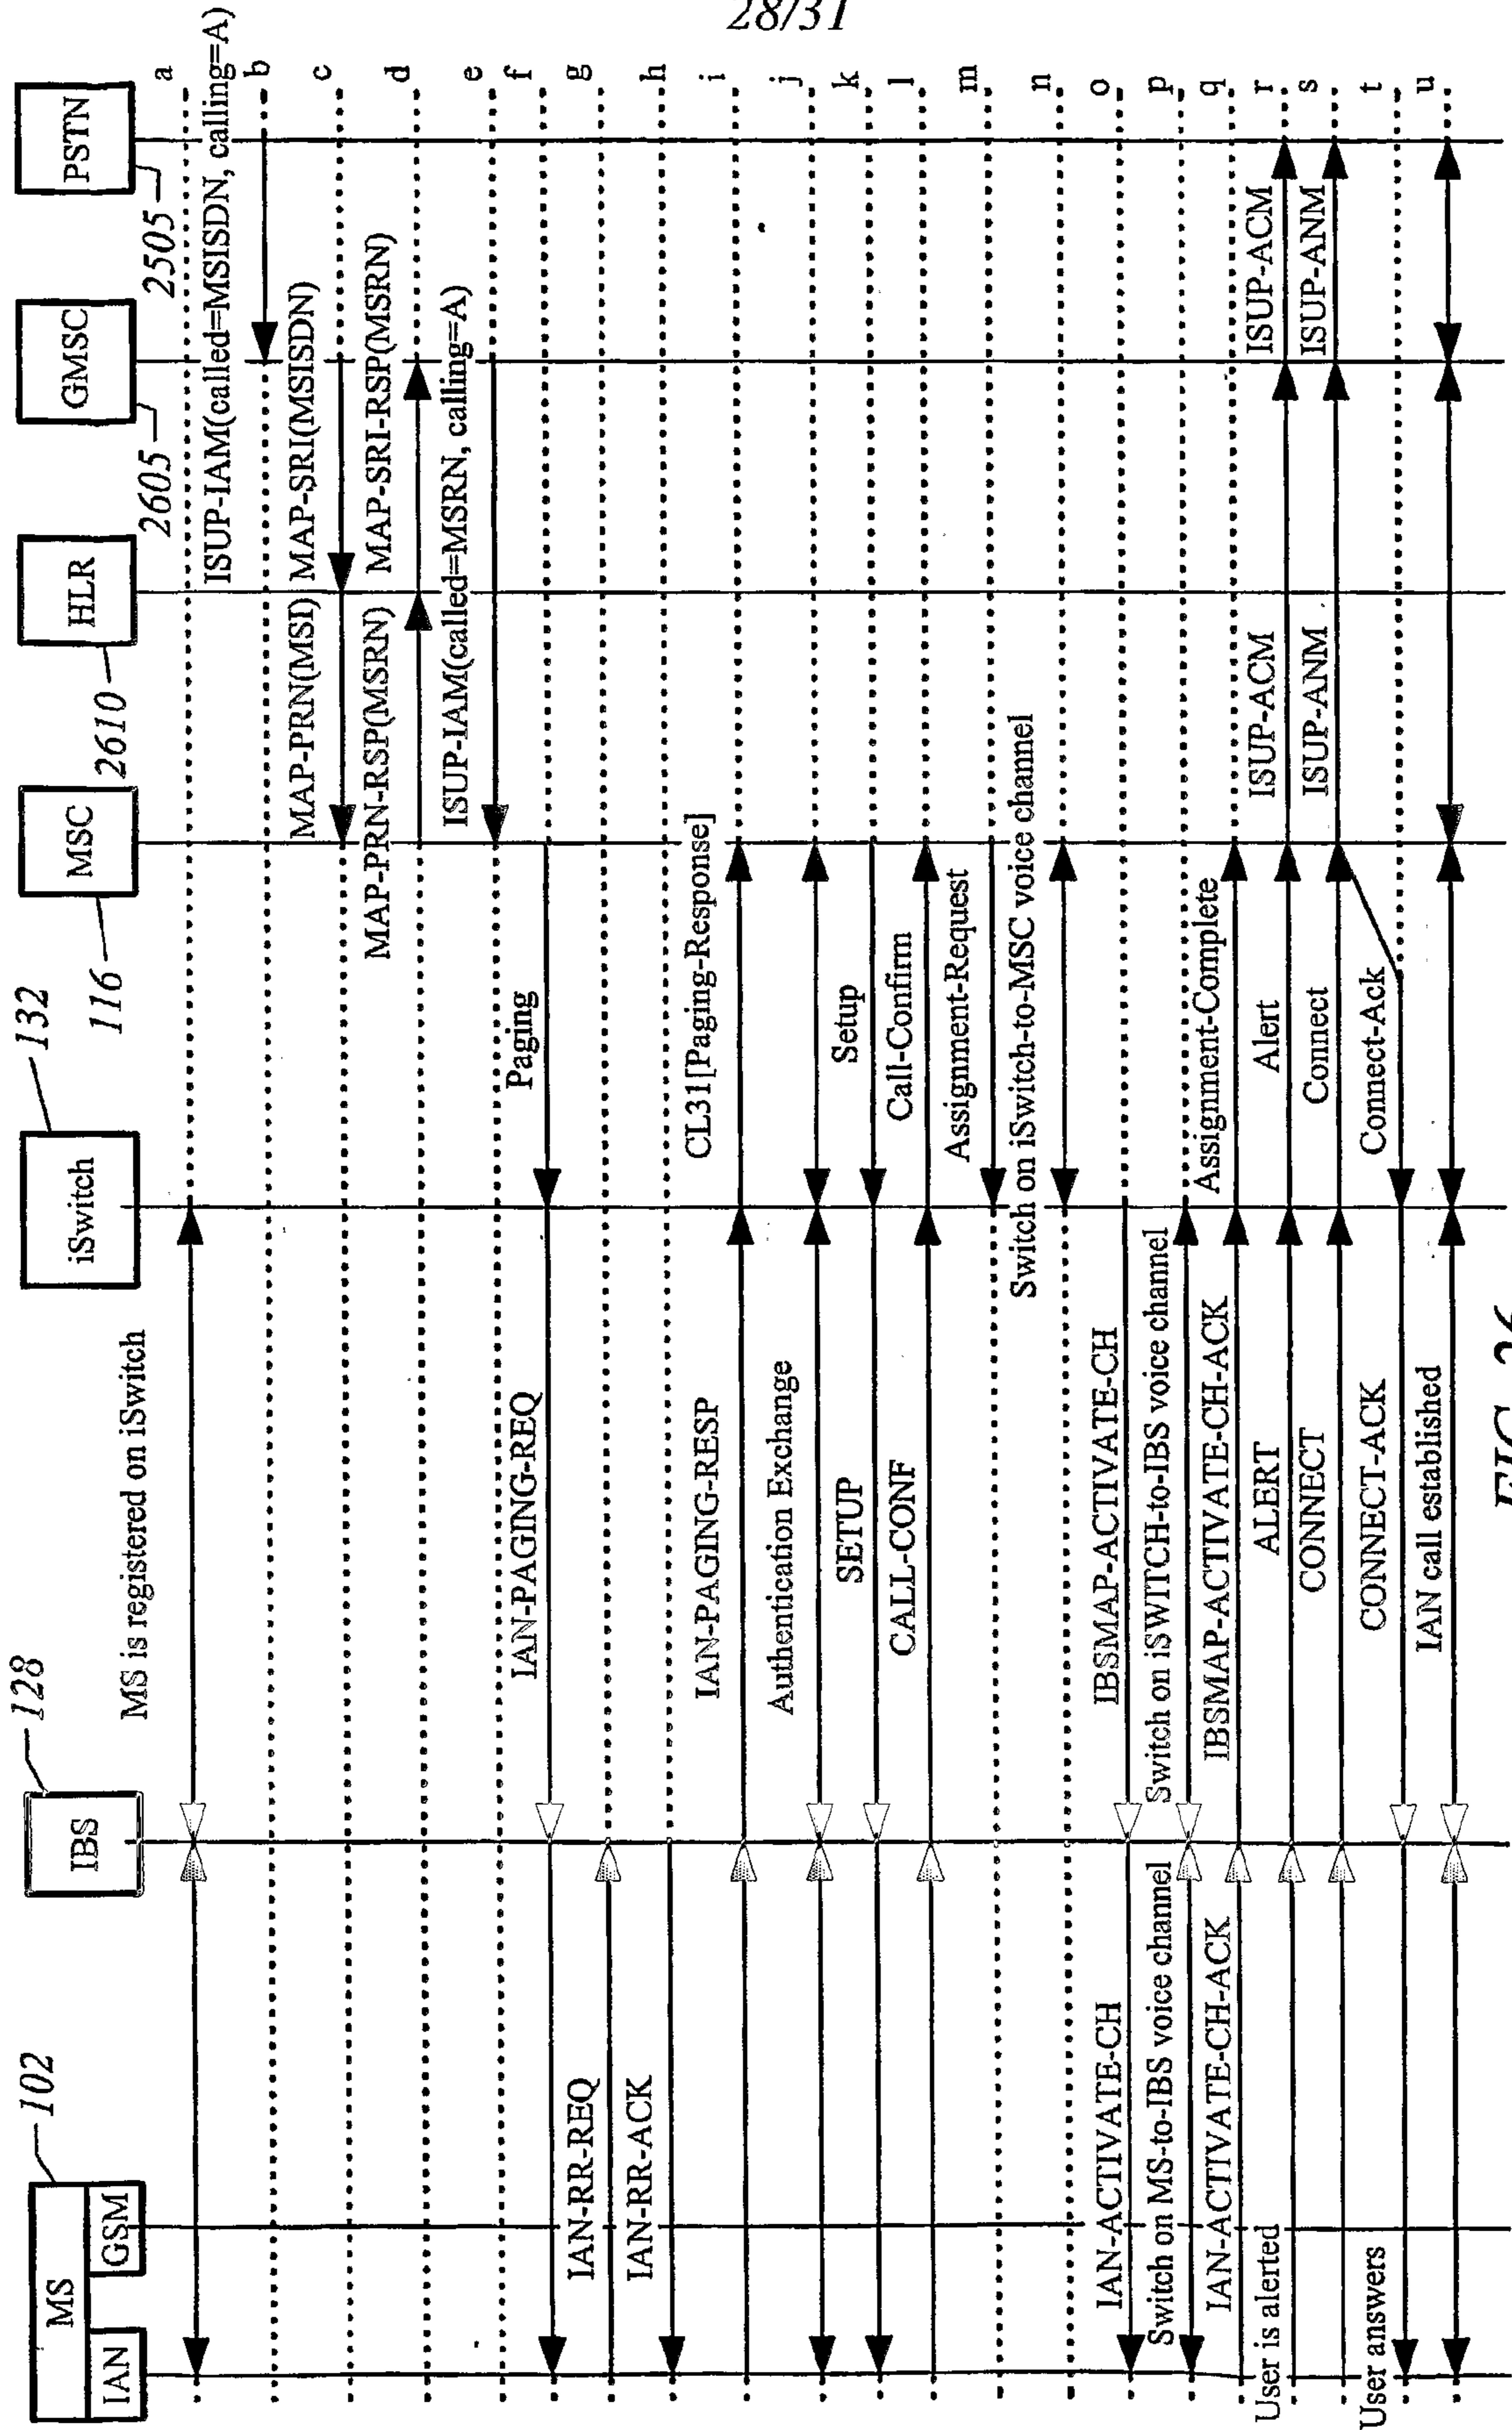 28/31
MS
IAN
GSM
102
IBS
128
iSwitch
132
MSC
116
HLR
2610
GMSC
2605
PSTN
2505
MS is registered on iSwitch
a
ISUP-IAM(called=MSISDN, calling=A)
b
MAP-PRN(MSI)
MAP-SRI(MSISDN)
c
MAP-PRN-RSP(MSRN)
MAP-SRI-RSP(MSRN)
d
ISUP-IAM(called=MSRN, calling=A)
e
IAN-PAGING-REQ
Paging
f
IAN-RR-REQ
g
IAN-RR-ACK
h
IAN-PAGING-RESP
CL31[Paging-Response]
i
Authentication Exchange
j
SETUP
Setup
k
CALL-CONF
Call-Confirm
l
Assignment-Request
m
Switch on iSwitch-to-MSC voice channel
n
IAN-ACTIVATE-CH
IBSMAP-ACTIVATE-CH
o
Switch on MS-to-IBS voice channel
Switch on iSWITCH-to-IBS voice channel
p
IAN-ACTIVATE-CH-ACK
IBSMAP-ACTIVATE-CH-ACK
Assignment-Complete
q
User is alerted
ALERT
Alert
ISUP-ACM
ISUP-ACM
r
CONNECT
Connect
ISUP-ANM
ISUP-ANM
s
User answers
CONNECT-ACK
Connect-Ack
t
IAN call established
u
FIG. 26